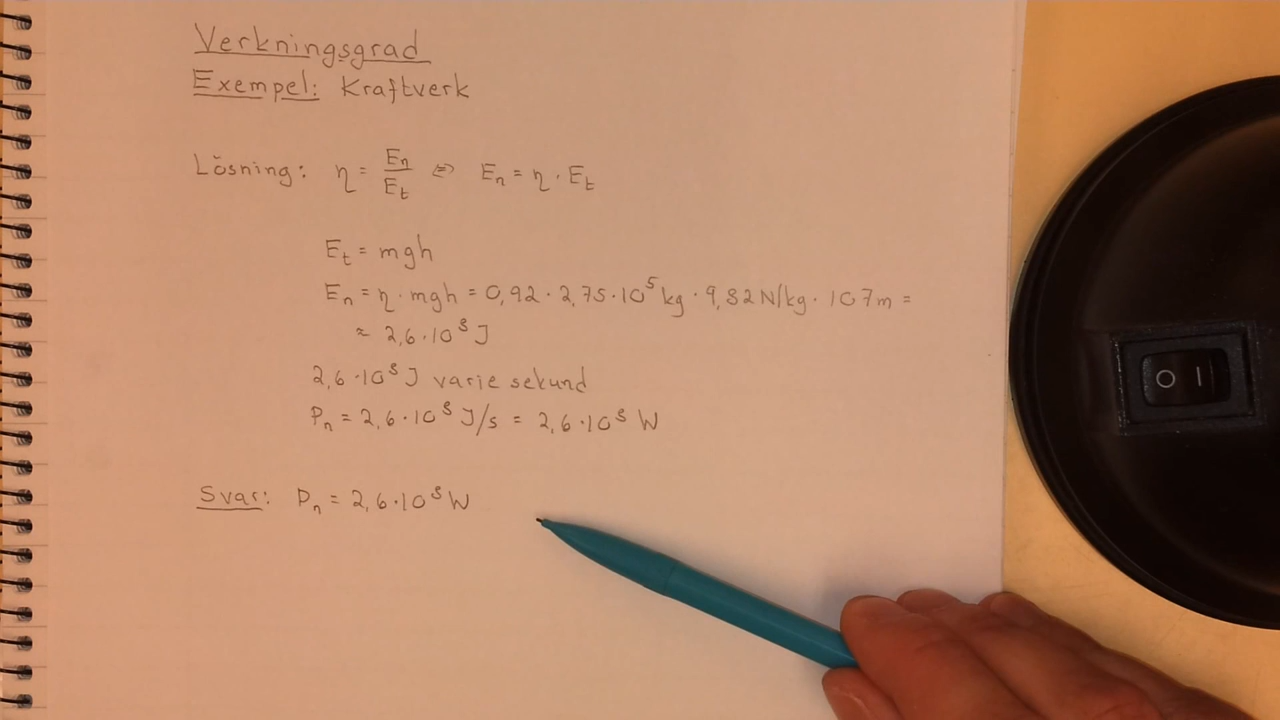 Verkningsgrad
Exempel: Kraftverk
Lösning: η = Eₙ/Eₜ ⇔ Eₙ = η · Eₜ
Eₜ = mgh
Eₙ = η · mgh = 0,92 · 2,75 · 10⁵ kg · 9,82 N/kg · 107 m =
≈ 2,6 · 10⁸ J
2,6 · 10⁸ J varje sekund
Pₙ = 2,6 · 10⁸ J/s = 2,6 · 10⁸ W
Svar: Pₙ = 2,6 · 10⁸ W
O I